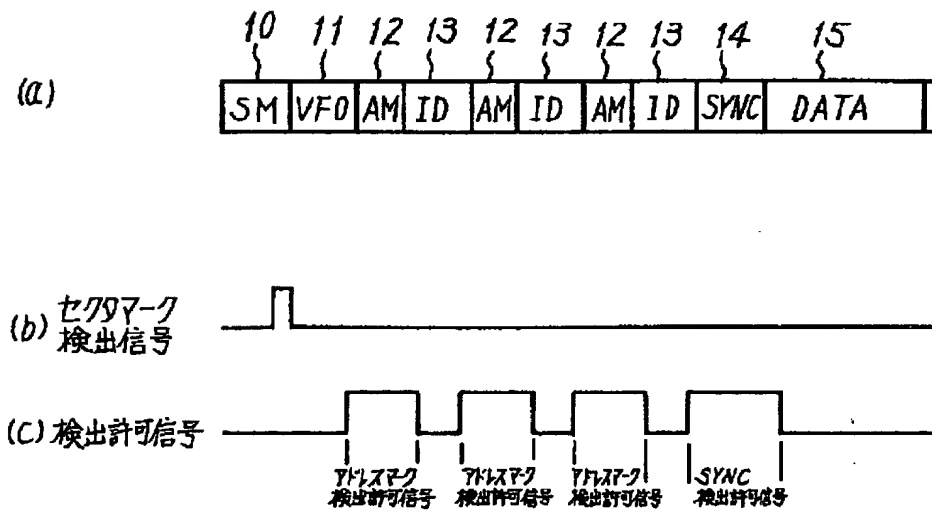 10 11 12 13 12 13 12 13 14 15
(a) SM VFO AM ID AM ID AM ID SYNC DATA
(b) セクタマーク
検出信号
(c) 検出許可信号
アドレスマーク アドレスマーク アドレスマーク SYNC
検出許可信号 検出許可信号 検出許可信号 検出許可信号